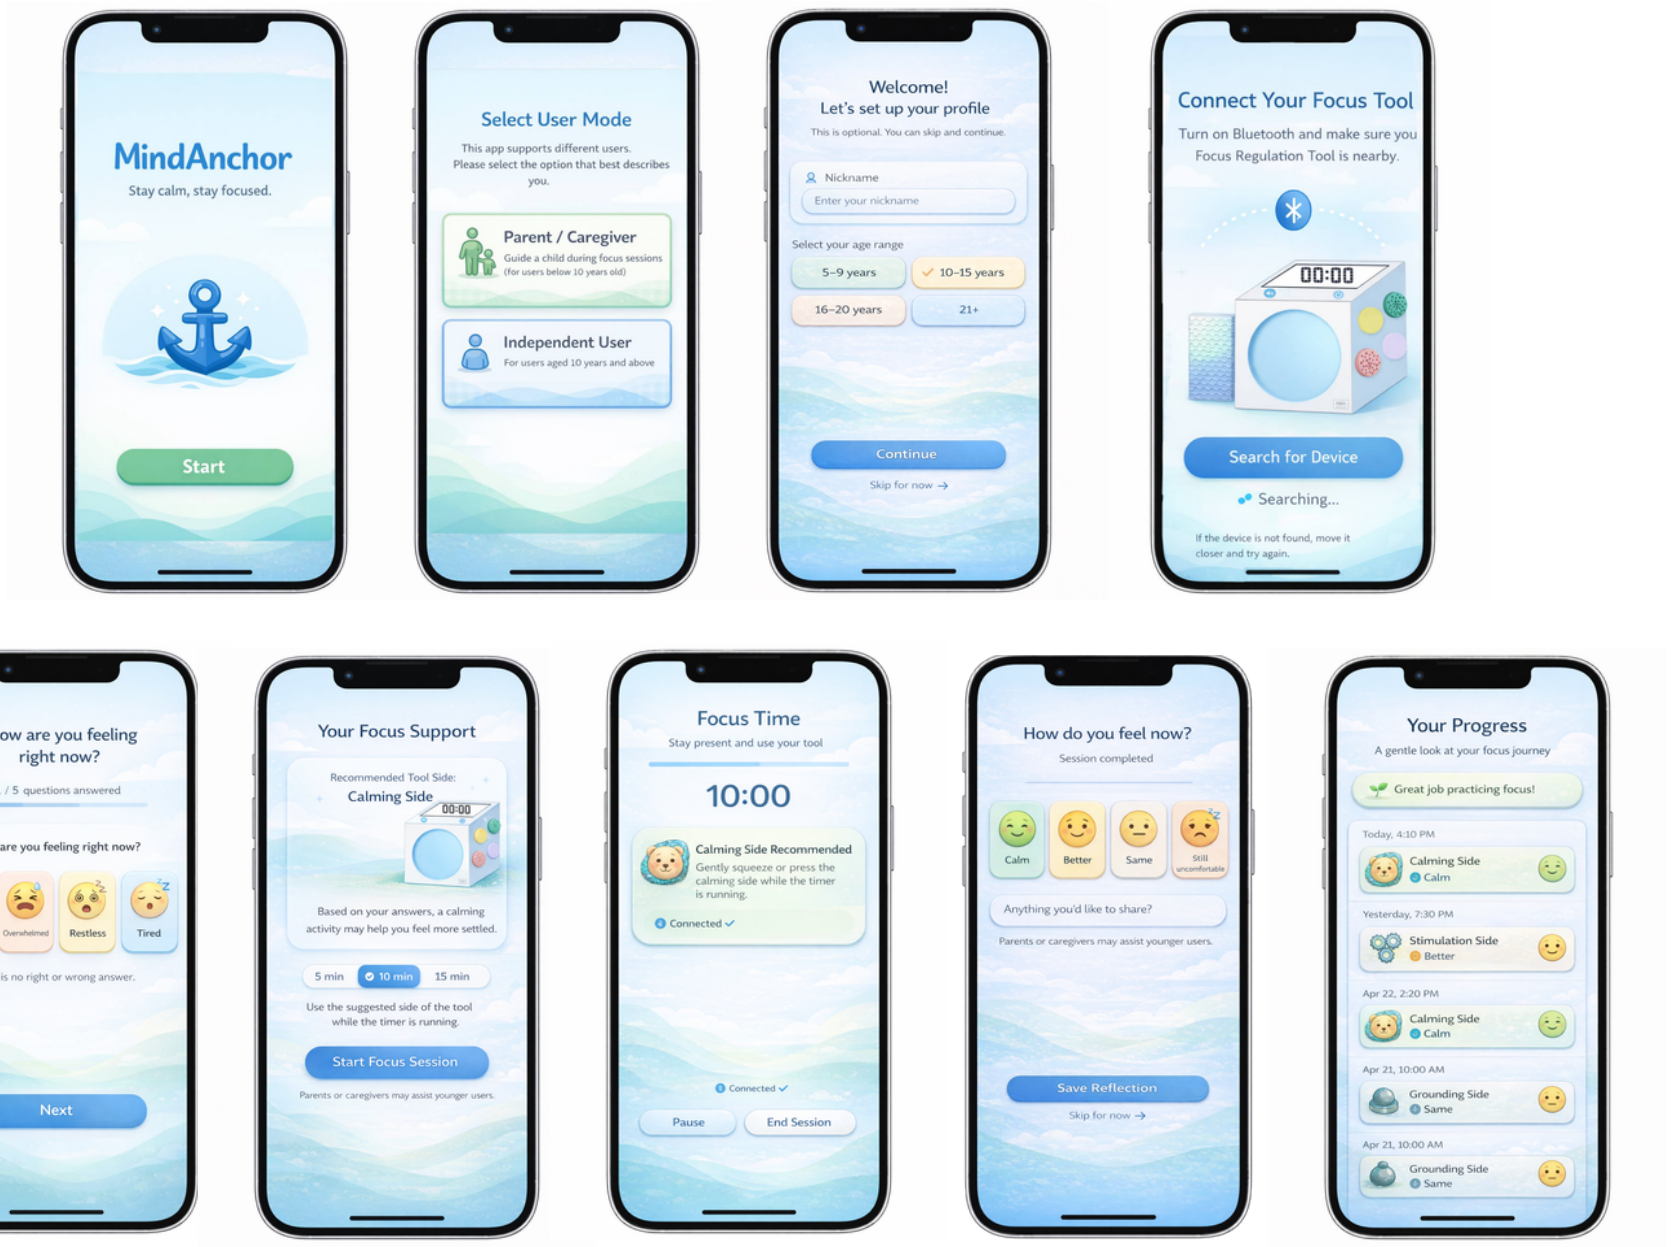 MindAnchor
Stay calm, stay focused.
Start
Select User Mode
This app supports different users.
Please select the option that best describes
you.
Parent / Caregiver
Guide a child during focus sessions
(for users below 10 years old)
Independent User
For users aged 10 years and above
Welcome!
Let's set up your profile
This is optional. You can skip and continue.
Nickname
Enter your nickname
Select your age range
5–9 years
✓ 10–15 years
16–20 years
21+
Continue
Skip for now →
Connect Your Focus Tool
Turn on Bluetooth and make sure you
Focus Regulation Tool is nearby.
00:00
Search for Device
Searching...
If the device is not found, move it
closer and try again.
ow are you feeling
right now?
/ 5 questions answered
are you feeling right now?
Overwhelmed
Restless
Tired
is no right or wrong answer.
Next
Your Focus Support
Recommended Tool Side:
Calming Side
00:00
Based on your answers, a calming
activity may help you feel more settled.
5 min
10 min
15 min
Use the suggested side of the tool
while the timer is running.
Start Focus Session
Parents or caregivers may assist younger users.
Focus Time
Stay present and use your tool
10:00
Calming Side Recommended
Gently squeeze or press the
calming side while the timer
is running.
Connected ✓
Connected ✓
Pause
End Session
How do you feel now?
Session completed
Calm
Better
Same
Still
uncomfortable
Anything you'd like to share?
Parents or caregivers may assist younger users.
Save Reflection
Skip for now →
Your Progress
A gentle look at your focus journey
Great job practicing focus!
Today, 4:10 PM
Calming Side
Calm
Yesterday, 7:30 PM
Stimulation Side
Better
Apr 22, 2:20 PM
Calming Side
Calm
Apr 21, 10:00 AM
Grounding Side
Same
Apr 21, 10:00 AM
Grounding Side
Same